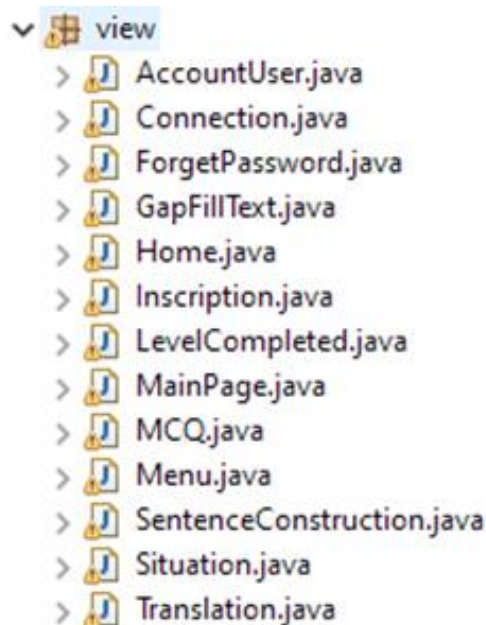 view
AccountUser.java
Connection.java
ForgetPassword.java
GapFillText.java
Home.java
Inscription.java
LevelCompleted.java
MainPage.java
MCQ.java
Menu.java
SentenceConstruction.java
Situation.java
Translation.java